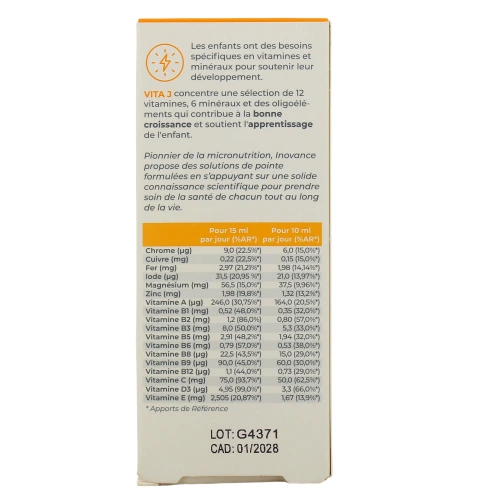 Les enfants ont des besoins
spécifiques en vitamines et
minéraux pour soutenir leur
développement.
VITA J concentre une sélection de 12
vitamines, 6 minéraux et des oligoélé-
ments qui contribue à la bonne
croissance et soutient l'apprentissage
de l'enfant.
Pionnier de la micronutrition, Inovance
propose des solutions de pointe
formulées en s'appuyant sur une solide
connaissance scientifique pour prendre
soin de la santé de chacun tout au long
de la vie.
Pour 15 ml Pour 10 ml
par jour (%AR*) par jour (%AR*)
Chrome (µg) 9,0 (22,5%*) 6,0 (15,0%*)
Cuivre (mg) 0,22 (22,5*) 0,15 (15,0%*)
Fer (mg) 2,97 (21,21%*) 1,98 (14,14%*)
Iode (µg) 31,5 (20,95 %*) 21,0 (13,97%*)
Magnésium (mg) 56,5 (15,0%*) 37,5 (9,96%*)
Zinc (mg) 1,98 (19,8%*) 1,32 (13,2%*)
Vitamine A (µg) 246,0 (30,75%*) 164,0 (20,5%*)
Vitamine B1 (mg) 0,52 (48,0%*) 0,35 (32,0%*)
Vitamine B2 (mg) 1,2 (86,0%*) 0,80 (57,0%*)
Vitamine B3 (mg) 8,0 (50,0%*) 5,3 (33,0%*)
Vitamine B5 (mg) 2,91 (48,2%*) 1,94 (32,0%*)
Vitamine B6 (mg) 0,79 (57,0%*) 0,53 (38,0%*)
Vitamine B8 (µg) 22,5 (43,5%*) 15,0 (29,0%*)
Vitamine B9 (µg) 90,0 (45,0%*) 60,0 (30,0%*)
Vitamine B12 (µg) 1,1 (44,0%*) 0,73 (29,0%*)
Vitamine C (mg) 75,0 (93,7%*) 50,0 (62,5%*)
Vitamine D3 (µg) 4,95 (99,0%*) 3,3 (66,0%*)
Vitamine E (mg) 2,505 (20,87%*) 1,67 (13,9%*)
* Apports de Référence
LOT: G4371
CAD: 01/2028